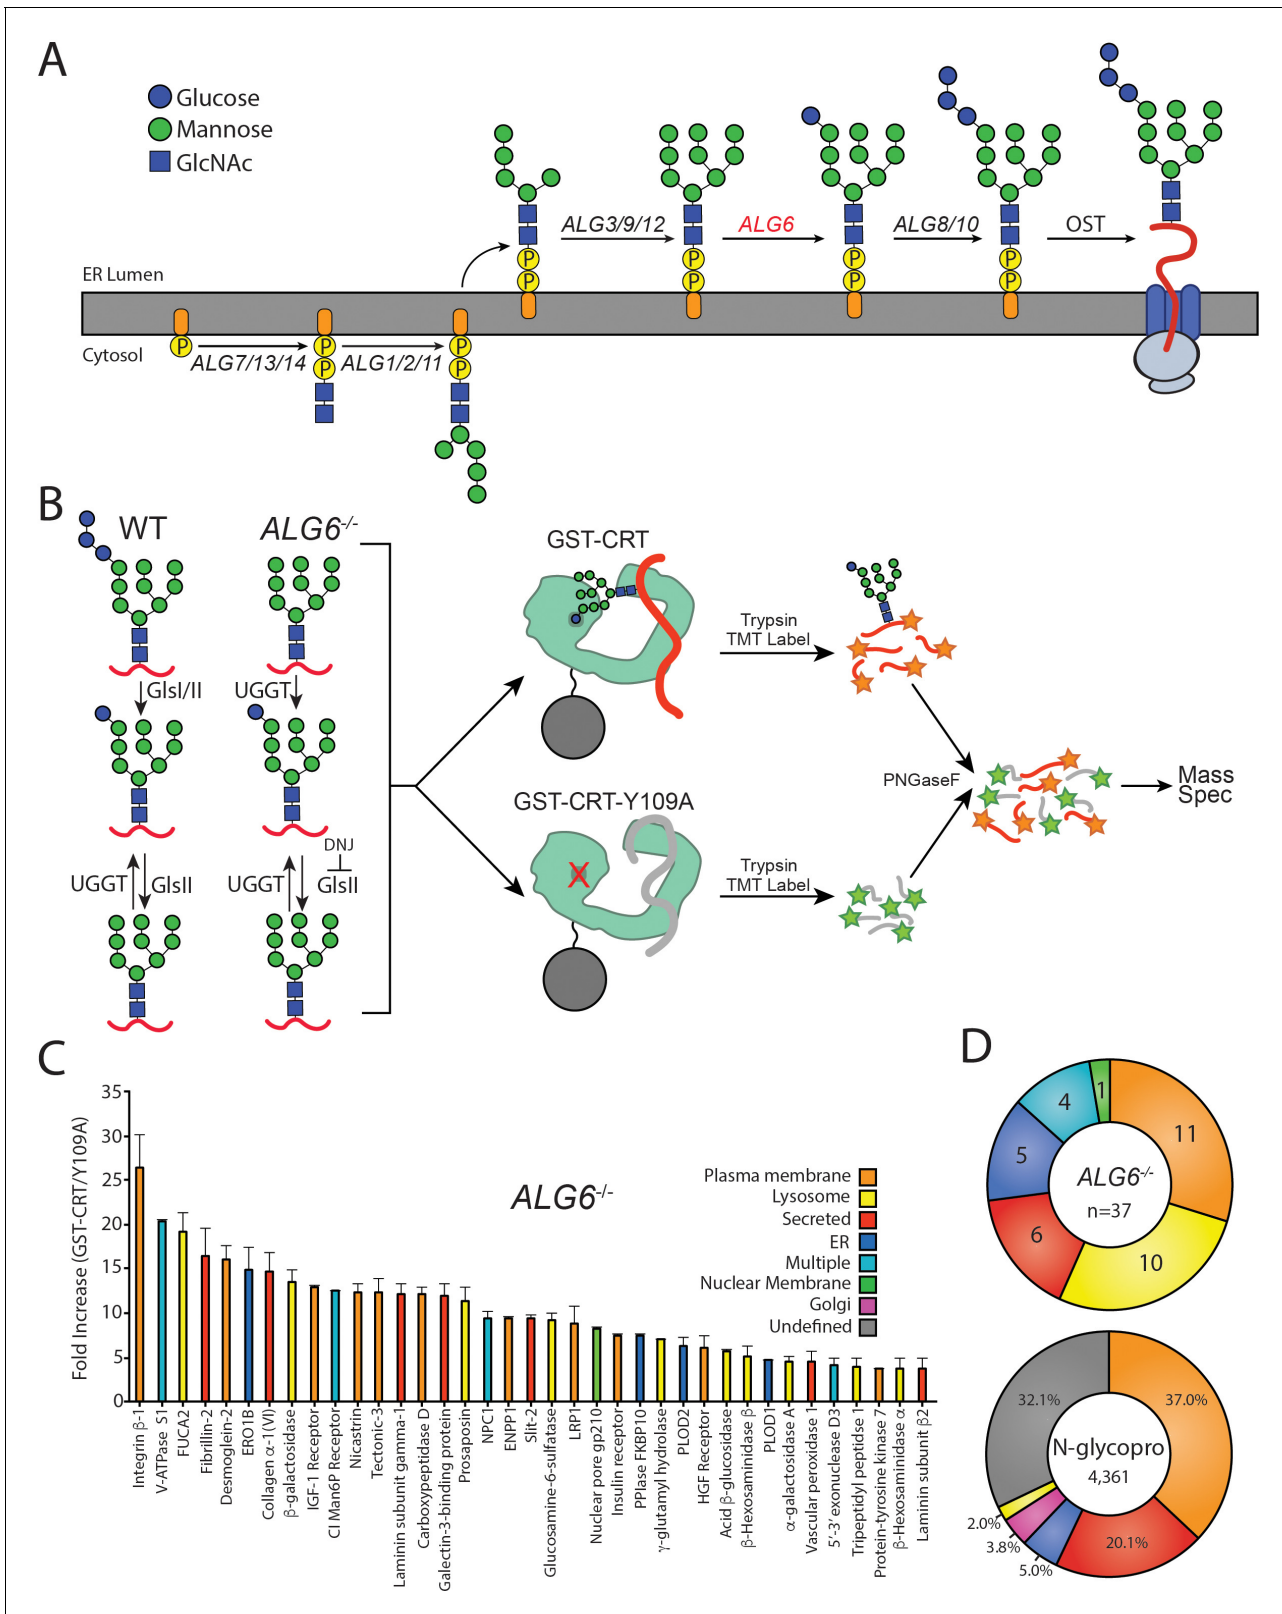 A
Glucose
Mannose
GlcNAc
ALG3/9/12
ALG6
ALG8/10
OST
P
P
P
P
P
P
P
P
ER Lumen
Cytosol
P
ALG7/13/14
P
P
ALG1/2/11
P
P
B
WT
ALG6-/-
GlsI/II
UGGT
UGGT
GlsII
UGGT
DNJ
GlsII
GST-CRT
Trypsin
TMT Label
GST-CRT-Y109A
X
Trypsin
TMT Label
PNGaseF
Mass
Spec
C
Fold Increase (GST-CRT/Y109A)
35
30
25
20
15
10
5
0
ALG6-/-
Plasma membrane
Lysosome
Secreted
ER
Multiple
Nuclear Membrane
Golgi
Undefined
Integrin β-1
V-ATPase S1
FUCA2
Fibrillin-2
Desmoglein-2
ERO1B
Collagen α-1(VI)
β-galactosidase
IGF-1 Receptor
CI Man6P Receptor
Nicastrin
Tectonic-3
Laminin subunit gamma-1
Carboxypeptidase D
Galectin-3-binding protein
Prosaposin
NPC1
ENPP1
Slit-2
Glucosamine-6-sulfatase
LRP1
Nuclear pore gp210
Insulin receptor
PPIase FKBP10
γ-glutamyl hydrolase
PLOD2
HGF Receptor
Acid β-glucosidase
β-Hexosaminidase β
PLOD1
α-galactosidase A
Vascular peroxidase 1
5'-3' exonuclease D3
Tripeptidyl peptidse 1
Protein-tyrosine kinase 7
β-Hexosaminidase α
Laminin subunit β2
D
1
4
11
5
ALG6-/-
n=37
6
10
32.1%
37.0%
N-glycopro
4,361
2.0%
3.8%
5.0%
20.1%